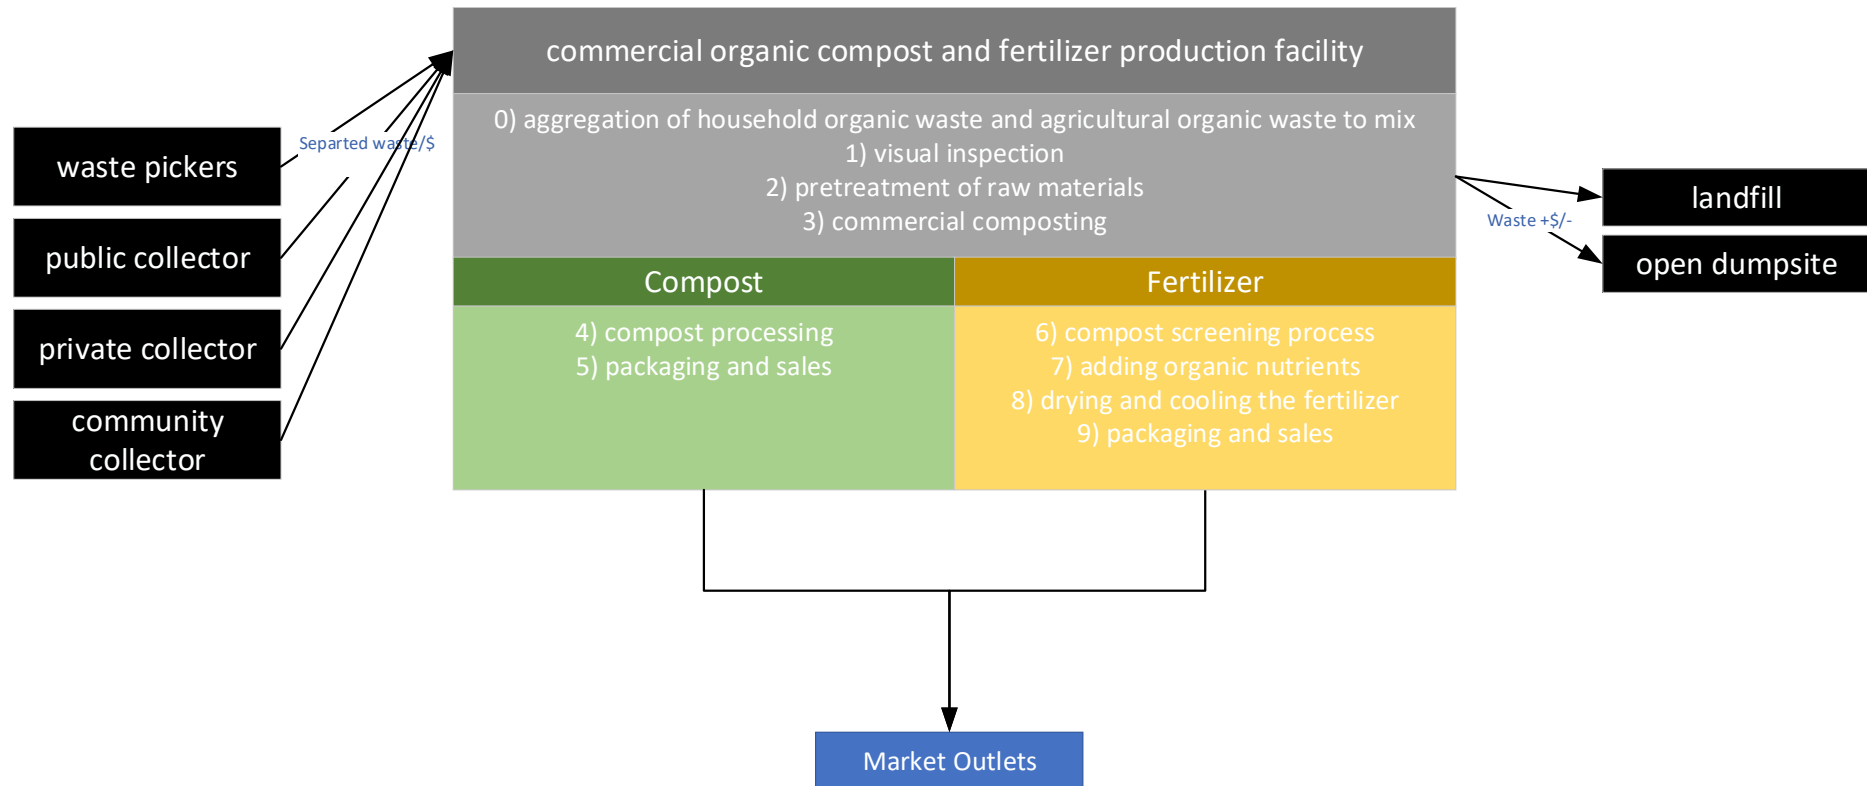 commercial organic compost and fertilizer production facility
0) aggregation of household organic waste and agricultural organic waste to mix
1) visual inspection
2) pretreatment of raw materials
3) commercial composting
waste pickers
public collector
private collector
community
collector
Separted waste/$
Compost
4) compost processing
5) packaging and sales
Fertilizer
6) compost screening process
7) adding organic nutrients
8) drying and cooling the fertilizer
9) packaging and sales
Waste +$/-
landfill
open dumpsite
Market Outlets